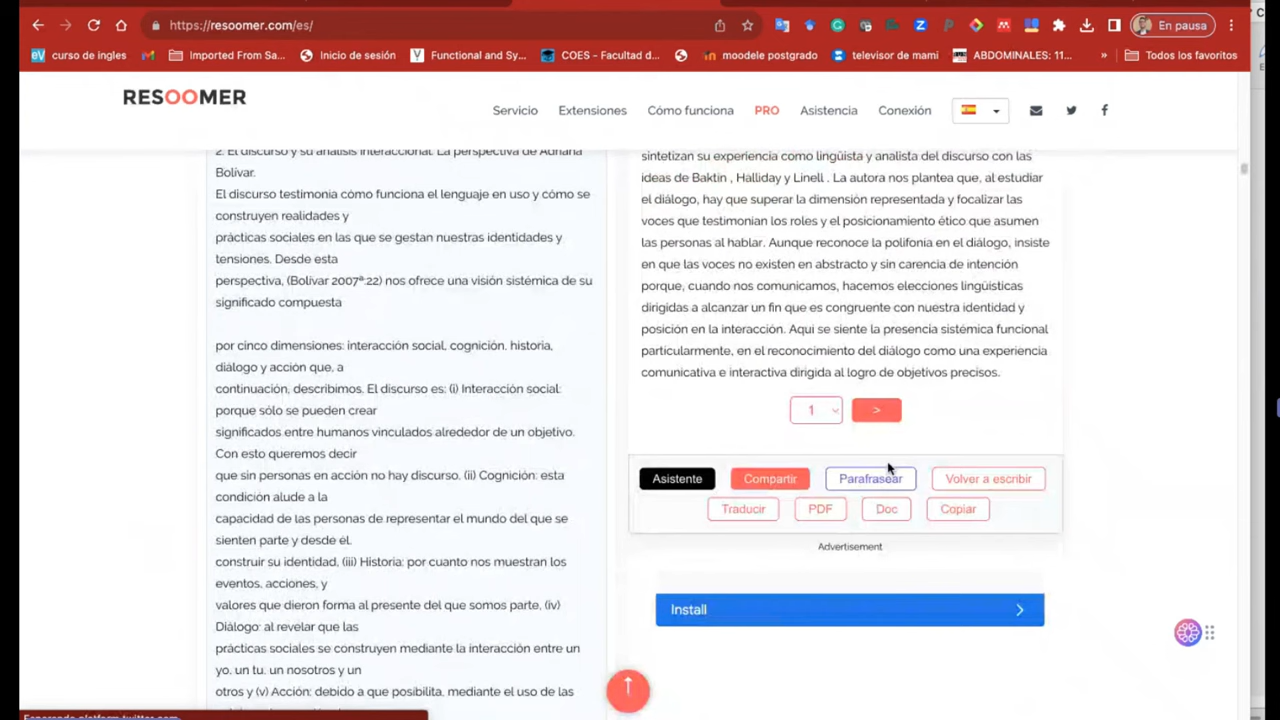 https://resoomer.com/es/
En pausa
curso de ingles
Imported From Sa...
Inicio de sesión
Functional and Sy...
COES - Facultad d...
moodele postgrado
televisor de mami
ABDOMINALES: 11...
»
Todos los favoritos
RESOOMER
Servicio
Extensiones
Cómo funciona
PRO
Asistencia
Conexión
2. El discurso y su análisis interaccional. La perspectiva de Adriana
Bolívar.
El discurso testimonia cómo funciona el lenguaje en uso y cómo se
construyen realidades y
prácticas sociales en las que se gestan nuestras identidades y
tensiones. Desde esta
perspectiva, (Bolívar 2007ª:22) nos ofrece una visión sistémica de su
significado compuesta
por cinco dimensiones: interacción social, cognición, historia,
diálogo y acción que, a
continuación, describimos. El discurso es: (i) Interacción social:
porque sólo se pueden crear
significados entre humanos vinculados alrededor de un objetivo.
Con esto queremos decir
que sin personas en acción no hay discurso. (ii) Cognición: esta
condición alude a la
capacidad de las personas de representar el mundo del que se
sienten parte y desde él.
construir su identidad, (iii) Historia: por cuanto nos muestran los
eventos, acciones, y
valores que dieron forma al presente del que somos parte, (iv)
Diálogo: al revelar que las
prácticas sociales se construyen mediante la interacción entre un
yo, un tu, un nosotros y un
otros y (v) Acción: debido a que posibilita, mediante el uso de las
sintetizan su experiencia como lingüista y analista del discurso con las
ideas de Baktin , Halliday y Linell . La autora nos plantea que, al estudiar
el diálogo, hay que superar la dimensión representada y focalizar las
voces que testimonian los roles y el posicionamiento ético que asumen
las personas al hablar. Aunque reconoce la polifonía en el diálogo, insiste
en que las voces no existen en abstracto y sin carencia de intención
porque, cuando nos comunicamos, hacemos elecciones lingüísticas
dirigidas a alcanzar un fin que es congruente con nuestra identidad y
posición en la interacción. Aqui se siente la presencia sistémica funcional
particularmente, en el reconocimiento del diálogo como una experiencia
comunicativa e interactiva dirigida al logro de objetivos precisos.
1
>
Asistente
Compartir
Parafrasear
Volver a escribir
Traducir
PDF
Doc
Copiar
Advertisement
Install